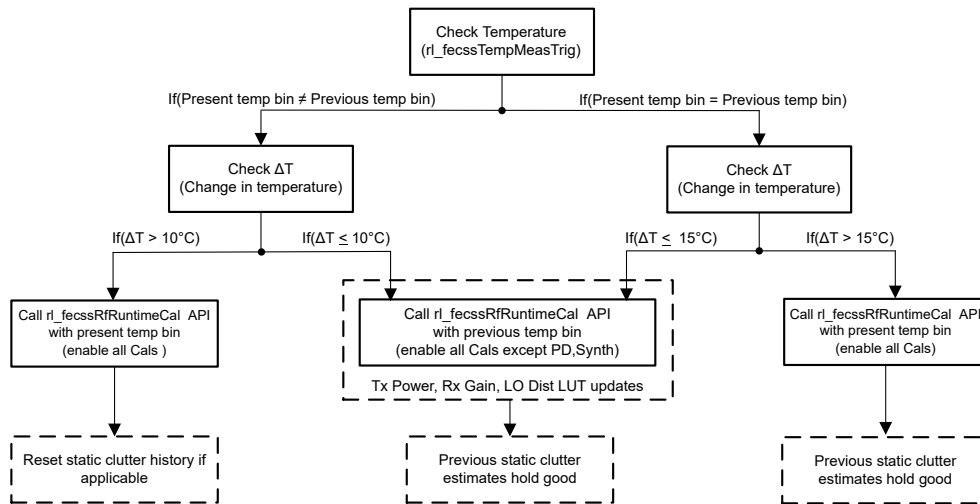 Check Temperature
(rl_fecssTempMeasTrig)
If(Present temp bin ≠ Previous temp bin)
If(Present temp bin = Previous temp bin)
Check ΔT
(Change in temperature)
Check ΔT
(Change in temperature)
If(ΔT > 10°C)
If(ΔT ≤ 10°C)
If(ΔT ≤ 15°C)
If(ΔT > 15°C)
Call rl_fecssRfRuntimeCal API
with present temp bin
(enable all Cals )
Call rl_fecssRfRuntimeCal API
with previous temp bin
(enable all Cals except PD,Synth)
Call rl_fecssRfRuntimeCal API
with present temp bin
(enable all Cals)
Tx Power, Rx Gain, LO Dist LUT updates
Reset static clutter history if
applicable
Previous static clutter
estimates hold good
Previous static clutter
estimates hold good